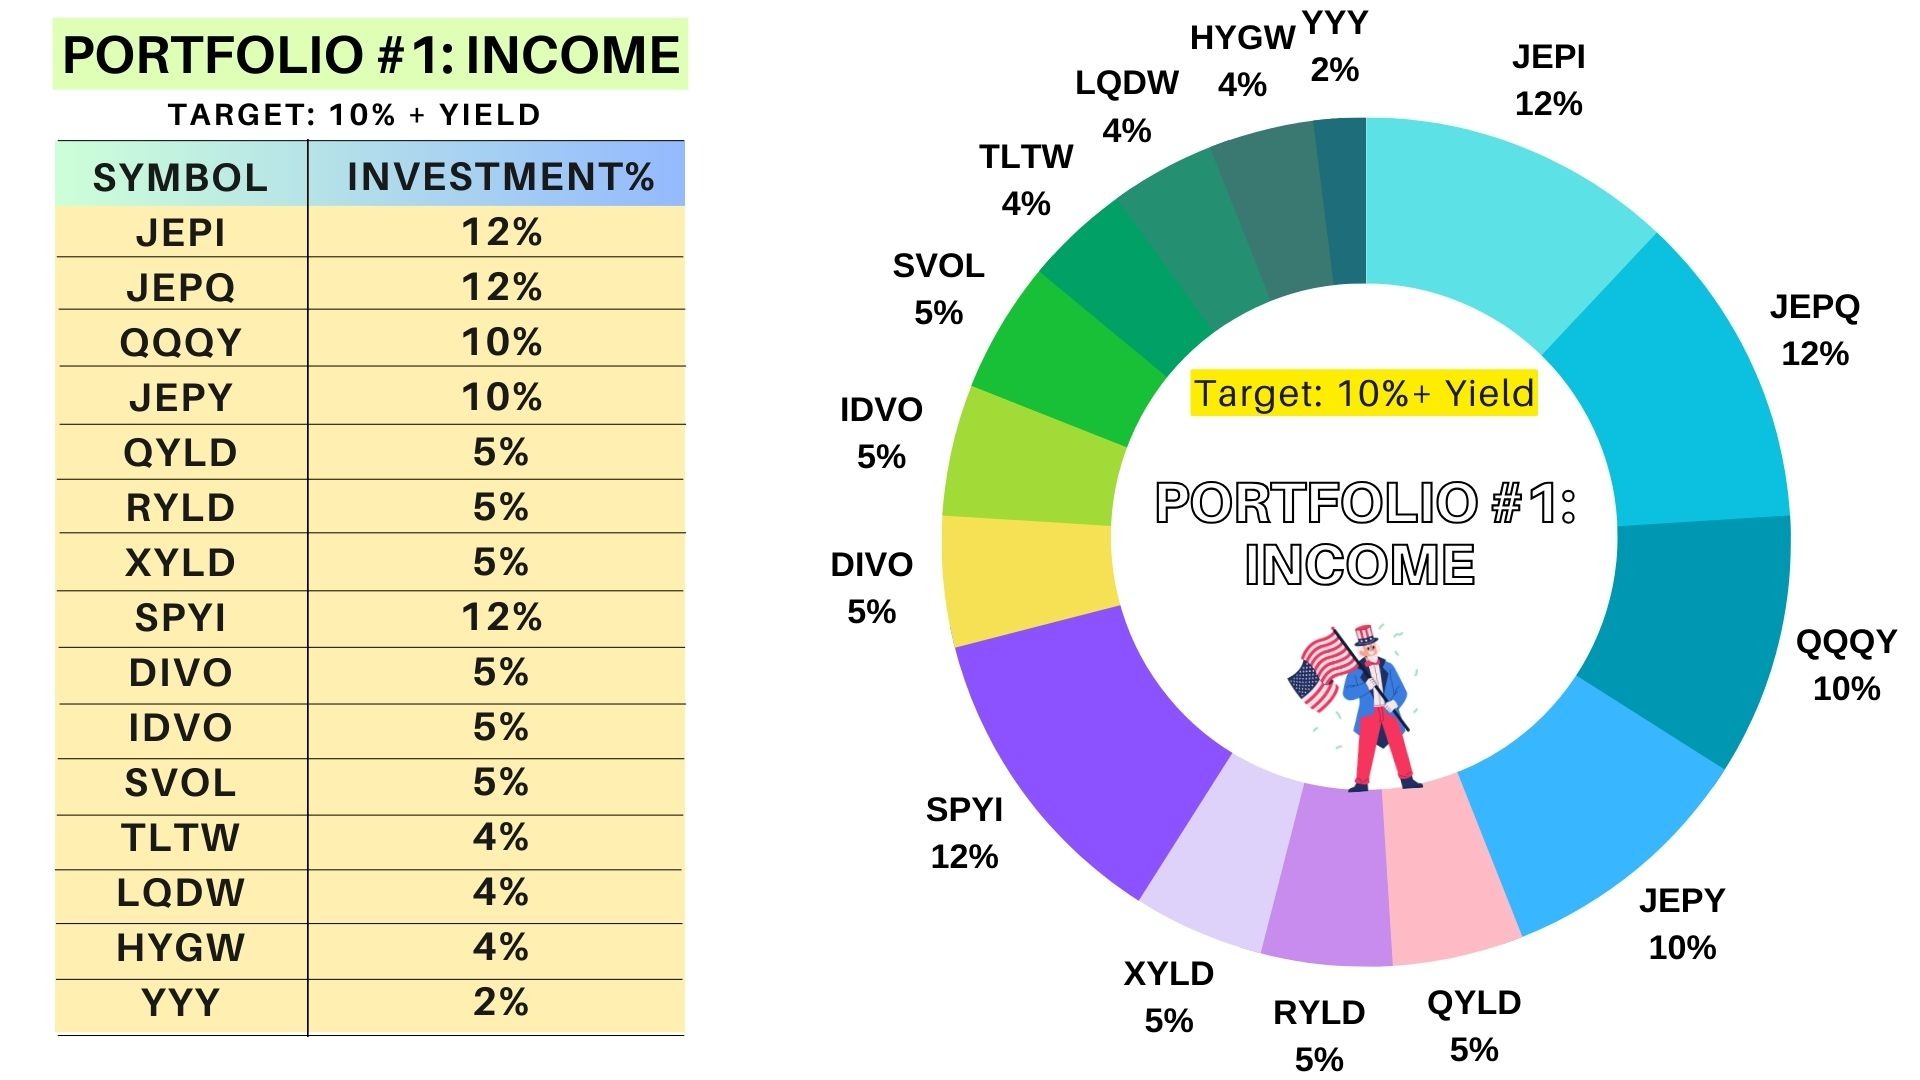 PORTFOLIO #1: INCOME
TARGET: 10% + YIELD
SYMBOL INVESTMENT%
JEPI 12%
JEPQ 12%
QQQY 10%
JEPY 10%
QYLD 5%
RYLD 5%
XYLD 5%
SPYI 12%
DIVO 5%
IDVO 5%
SVOL 5%
TLTW 4%
LQDW 4%
HYGW 4%
YYY 2%
JEPI
12%
JEPQ
12%
QQQY
10%
JEPY
10%
QYLD
5%
RYLD
5%
XYLD
5%
SPYI
12%
DIVO
5%
IDVO
5%
SVOL
5%
TLTW
4%
LQDW
4%
HYGW
4%
YYY
2%
Target: 10%+ Yield
PORTFOLIO #1:
INCOME